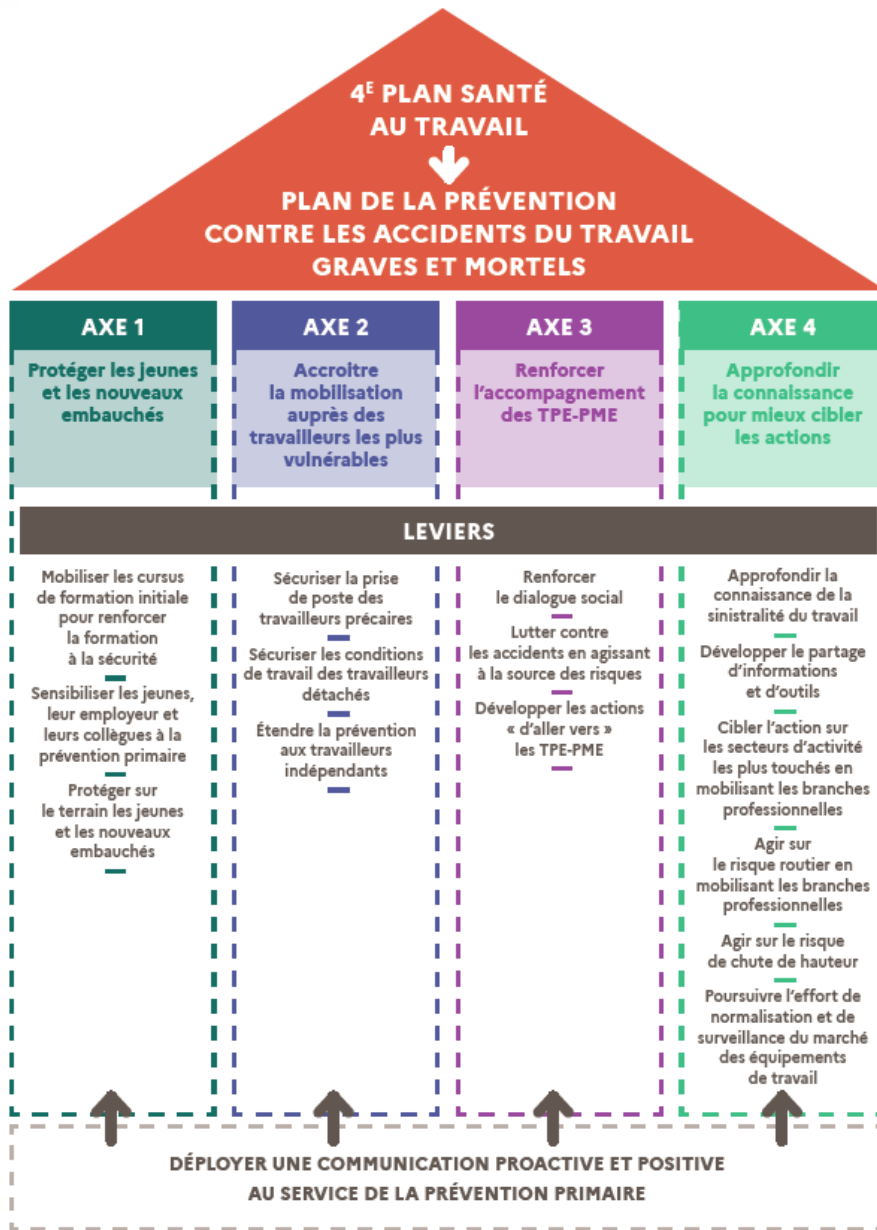 4E PLAN SANTÉ
AU TRAVAIL
PLAN DE LA PRÉVENTION
CONTRE LES ACCIDENTS DU TRAVAIL
GRAVES ET MORTELS
AXE 1
Protéger les jeunes
et les nouveaux
embauchés
AXE 2
Accroitre
la mobilisation
auprès des
travailleurs les plus
vulnérables
AXE 3
Renforcer
l’accompagnement
des TPE-PME
AXE 4
Approfondir
la connaissance
pour mieux cibler
les actions
LEVIERS
Mobiliser les cursus
de formation initiale
pour renforcer
la formation
à la sécurité
Sensibiliser les jeunes,
leur employeur et
leurs collègues à la
prévention primaire
Protéger sur
le terrain les jeunes
et les nouveaux
embauchés
Sécuriser la prise
de poste des
travailleurs précaires
Sécuriser les conditions
de travail des travailleurs
détachés
Étendre la prévention
aux travailleurs
indépendants
Renforcer
le dialogue social
Lutter contre
les accidents en agissant
à la source des risques
Développer les actions
« d’aller vers »
les TPE-PME
Approfondir la
connaissance de la
sinistralité du travail
Développer le partage
d’informations
et d’outils
Cibler l’action sur
les secteurs d’activité
les plus touchés en
mobilisant les branches
professionnelles
Agir sur
le risque routier en
mobilisant les branches
professionnelles
Agir sur le risque
de chute de hauteur
Poursuivre l’effort de
normalisation et de
surveillance du marché
des équipements
de travail
DÉPLOYER UNE COMMUNICATION PROACTIVE ET POSITIVE
AU SERVICE DE LA PRÉVENTION PRIMAIRE